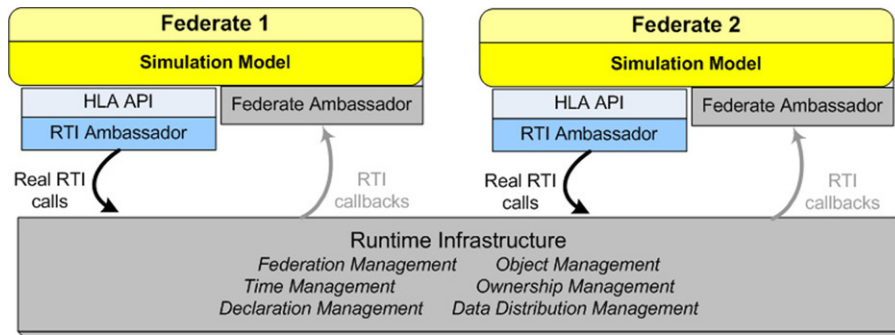 Federate 1
Simulation Model
HLA API
RTI Ambassador
Federate Ambassador
Real RTI
calls
RTI
callbacks
Federate 2
Simulation Model
HLA API
RTI Ambassador
Federate Ambassador
Real RTI
calls
RTI
callbacks
Runtime Infrastructure
Federation Management Object Management
Time Management Ownership Management
Declaration Management Data Distribution Management